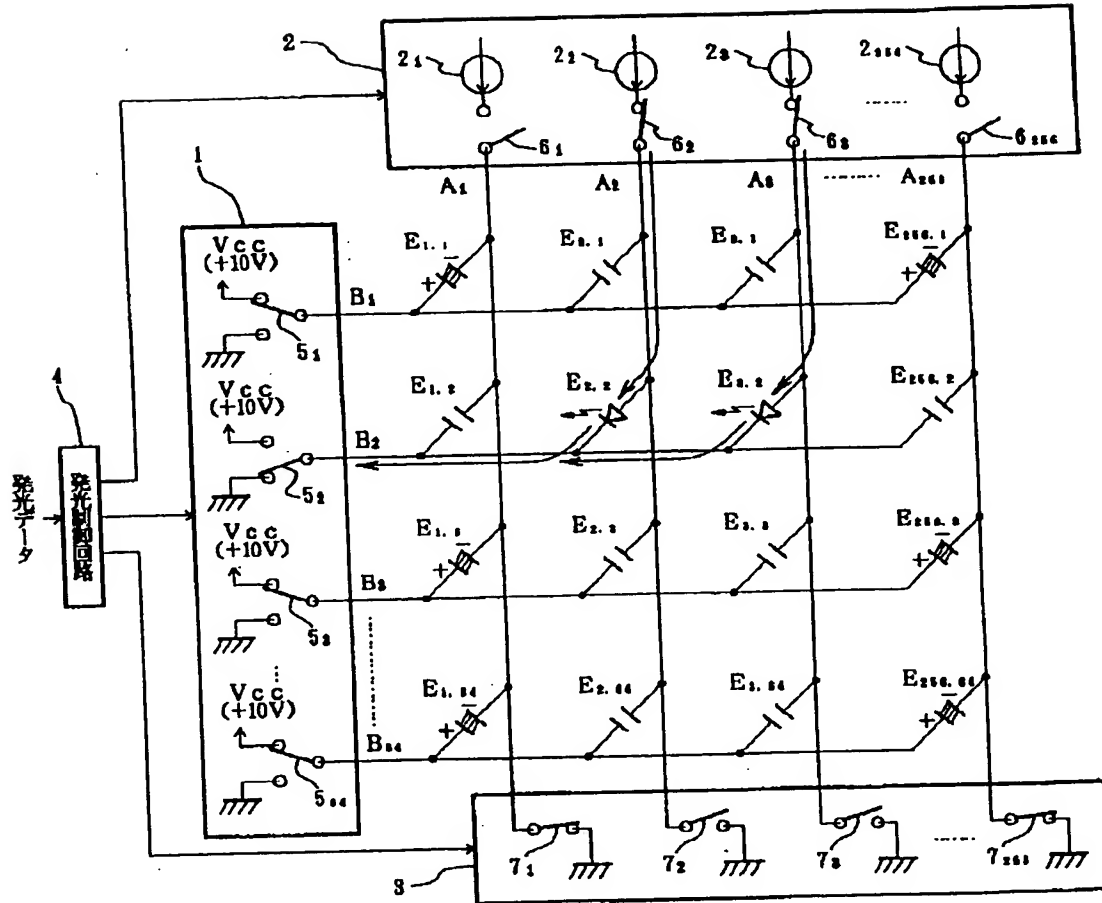 2
2₁
2₂
2₃
2₂₅₆
6₁
6₂
6₃
6₂₅₆
1
A₁
A₂
A₃
Vcc
(+10V)
B₁
E₁.₁
E₂.₁
E₃.₁
E₂₅₆.₁
+
−
+
−
5₁
4
発光データ
発光制御回路
Vcc
(+10V)
B₂
E₁.₂
E₂.₂
E₃.₂
E₂₅₆.₂
5₂
Vcc
(+10V)
B₃
E₁.₃
E₂.₃
E₃.₃
E₂₅₆.₃
+
−
+
−
5₃
Vcc
(+10V)
B₆₄
E₁.₆₄
E₂.₆₄
E₃.₆₄
E₂₅₆.₆₄
+
−
+
−
5₆₄
3
7₁
7₂
7₃